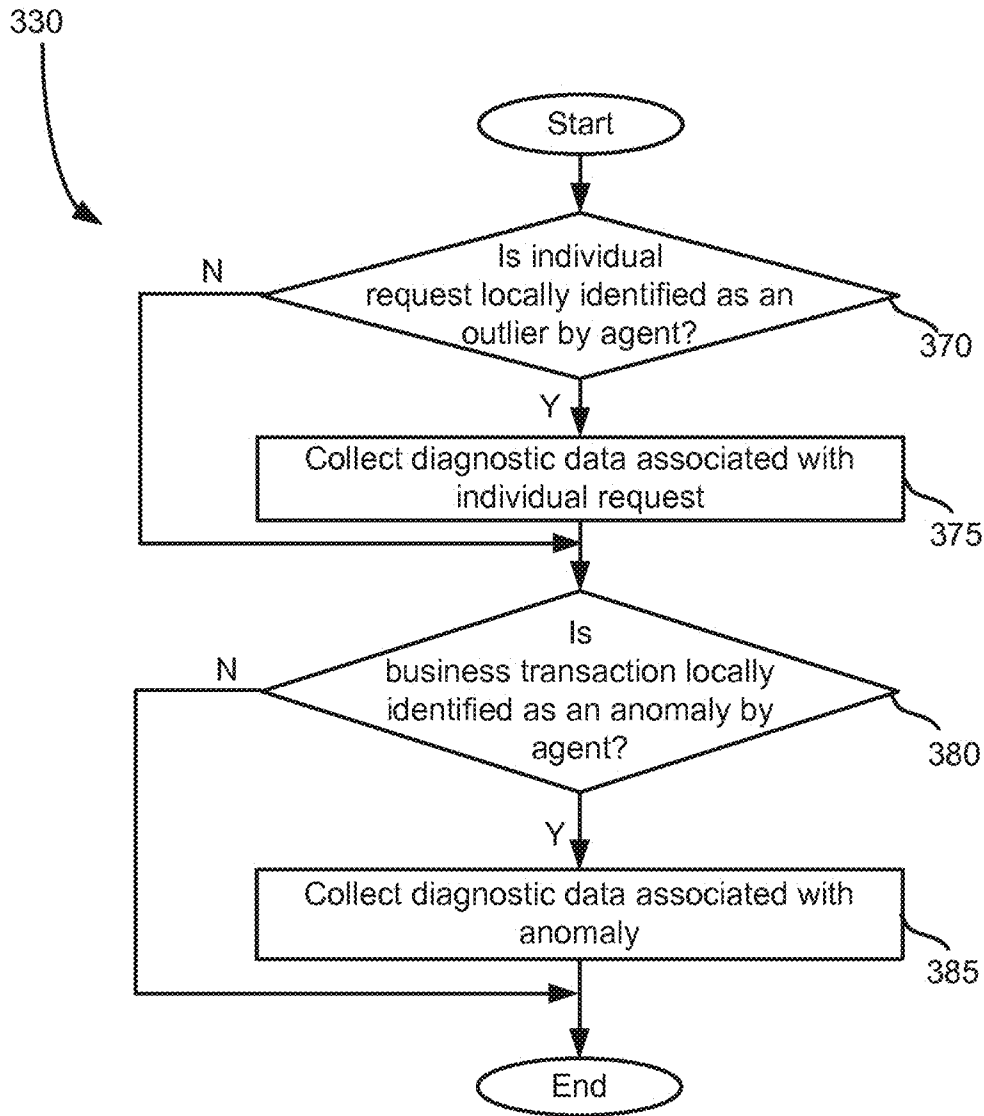 330
Start
Is individual
request locally identified as an
outlier by agent?
N
370
Y
Collect diagnostic data associated with
individual request
375
Is
business transaction locally
identified as an anomaly by
agent?
N
380
Y
Collect diagnostic data associated with
anomaly
385
End